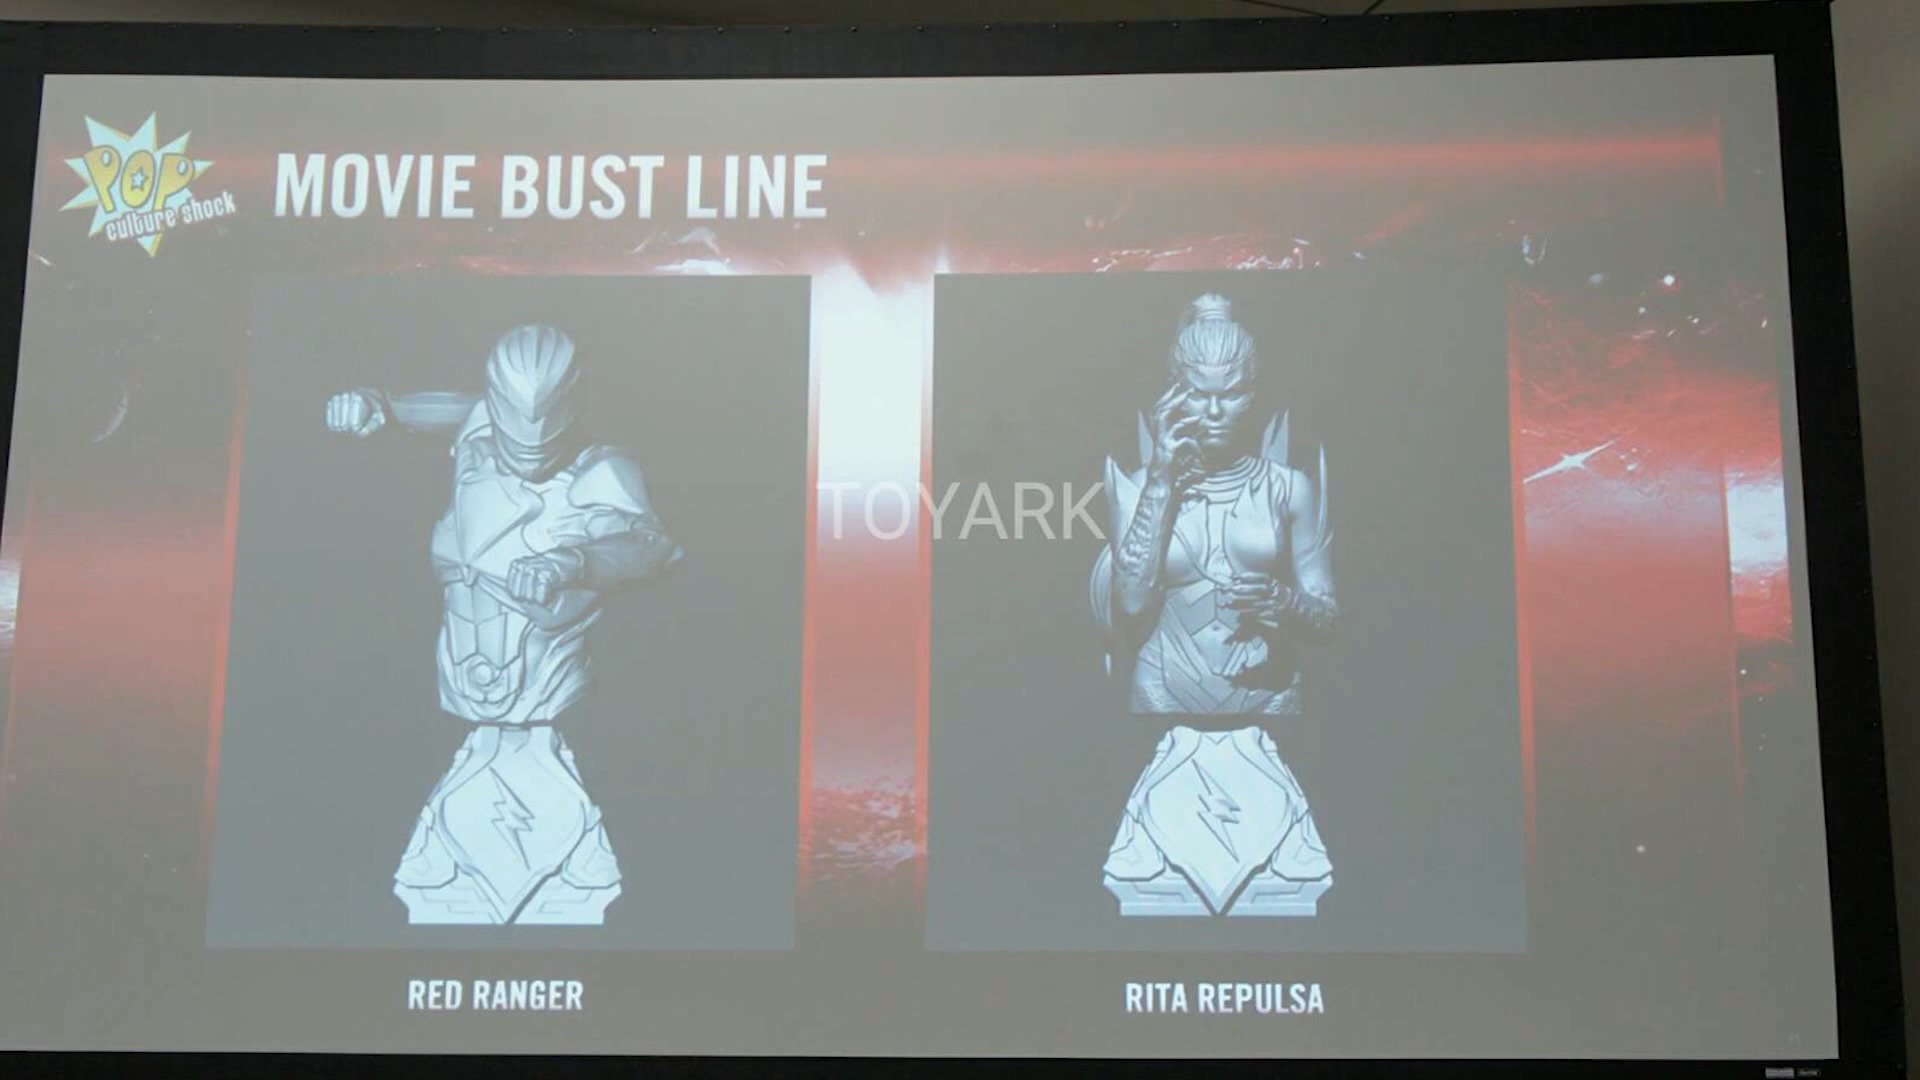 POP
culture shock
MOVIE BUST LINE
TOYARK
RED RANGER
RITA REPULSA